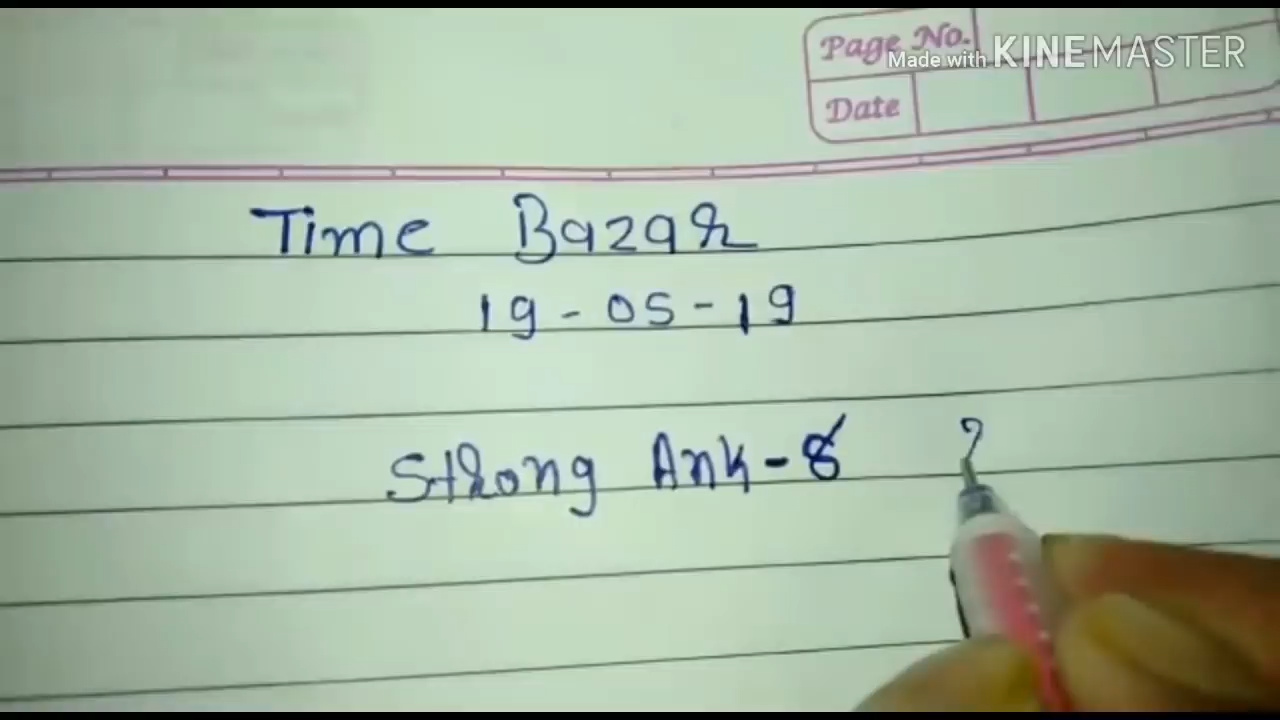 Page No.
Made with KINEMASTER
Date
Time Bazar
19-05-19
Strong Ank-8